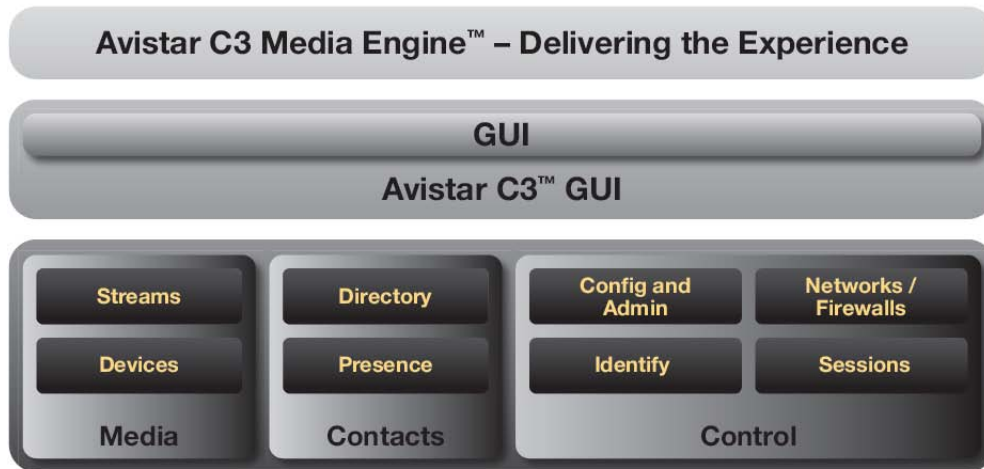 Avistar C3 Media Engine™ – Delivering the Experience
GUI
Avistar C3™ GUI
Streams
Devices
Media
Directory
Presence
Contacts
Config and
Admin
Networks /
Firewalls
Identify
Sessions
Control